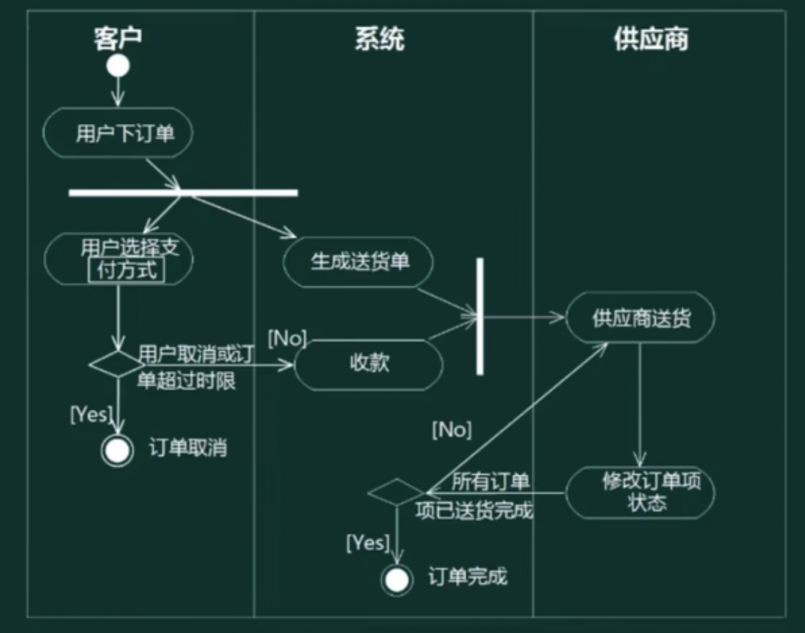 客户
系统
供应商
用户下订单
用户选择支
付方式
生成送货单
供应商送货
[No]
用户取消或订
单超过时限
收款
[Yes]
订单取消
[No]
所有订单
项已送货完成
修改订单项
状态
[Yes]
订单完成